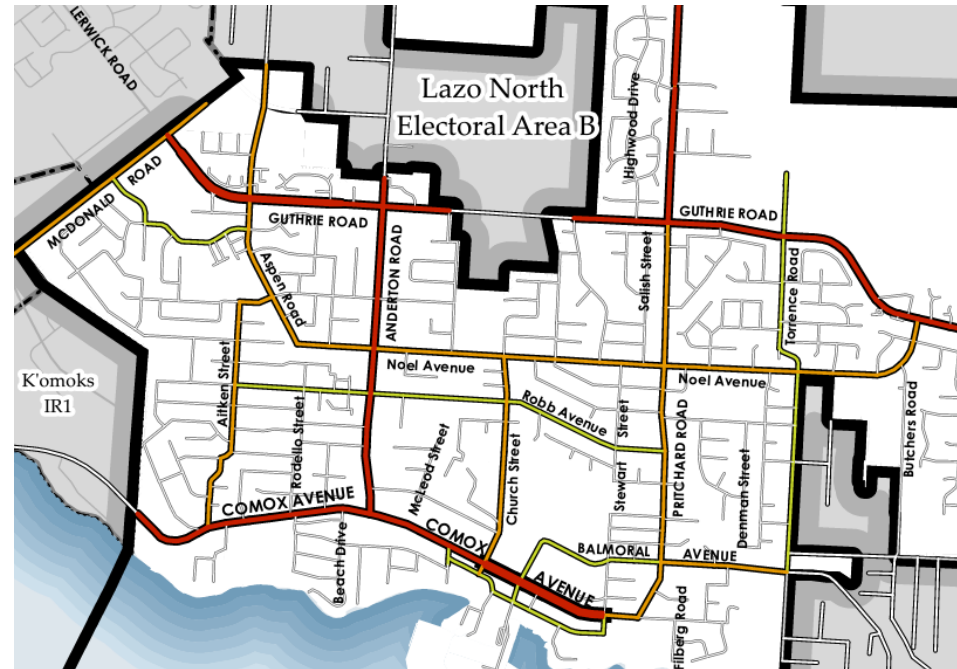 LERWICK ROAD
Lazo North
Electoral Area B
Highwood Drive
MCDONALD ROAD
GUTHRIE ROAD
GUTHRIE ROAD
ANDERTON ROAD
Aspen Road
Salish Street
Torrence Road
K'omoks
IR1
Noel Avenue
Noel Avenue
Aitken Street
Robb Avenue
Rodello Street
McLeod Street
Church Street
Stewart Street
PRITCHARD ROAD
Denman Street
Butchers Road
COMOX AVENUE
COMOX AVENUE
BALMORAL AVENUE
Beach Drive
Filberg Road